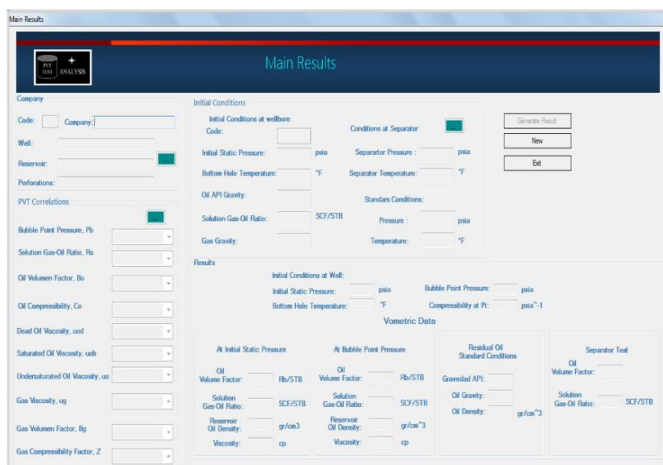 Main Results
PVT TEST ANALYSIS
Main Results
Company
Code:
Company:
Well:
Reservoir:
Perforations:
PVT Correlations
...
Bubble Point Pressure, Pb
Solution Gas-Oil Ratio, Rs
Oil Volumen Factor, Bo
Oil Compressibility, Co
Dead Oil Viscosity, uod
Saturated Oil Viscosity, uob
Undersaturated Oil Viscosity, uo
Gas Viscosity, ug
Gas Volumen Factor, Bg
Gas Compressibility Factor, Z
Initial Conditions
Initial Conditions at wellbore
Code:
Initial Static Pressure: psia
Bottom Hole Temperature: °F
Oil API Gravity:
Solution Gas-Oil Ratio: SCF/STB
Gas Gravity:
Conditions at Separator
...
Separartor Pressure : psia
Separator Temperature: °F
Standars Conditions:
Pressure : psia
Temperature: °F
Generate Result
New
Exit
Results
Initial Conditions at Well:
Initial Static Pressure: psia
Bubble Point Pressure: psia
Bottom Hole Temperature: °F
Compressibility at Pi: psia^-1
Vometric Data
At Initial Static Pressure
Oil
Volume Factor: Rb/STB
Solution
Gas-Oil Ratio: SCF/STB
Reservoir
Oil Density: gr/cm3
Viscosity: cp
At Bubble Point Pressure
Oil
Volume Factor: Rb/STB
Solution
Gas-Oil Ratio: SCF/STB
Reservoir
Oil Density: gr/cm^3
Viscosity: cp
Residual Oil
Standard Conditions
Gravedad API:
Oil Gravity:
Oil Density: gr/cm^3
Separator Test
Oil
Volume Factor:
Solution
Gas-Oil Ratio: SCF/STB